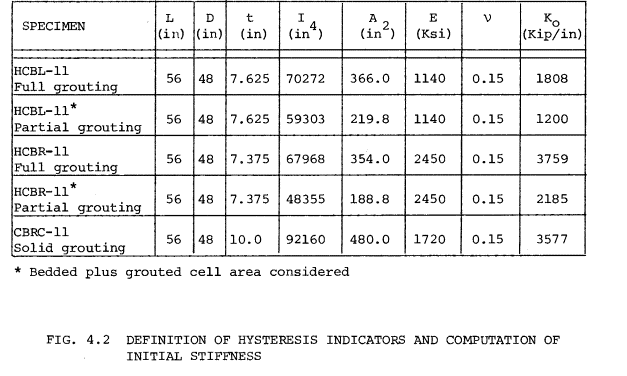 SPECIMEN L (in) D (in) t (in) I (in4) A (in2) E (Ksi) ν Ko (Kip/in)
HCBL-11 Full grouting 56 48 7.625 70272 366.0 1140 0.15 1808
HCBL-11* Partial grouting 56 48 7.625 59303 219.8 1140 0.15 1200
HCBR-11 Full grouting 56 48 7.375 67968 354.0 2450 0.15 3759
HCBR-11* Partial grouting 56 48 7.375 48355 188.8 2450 0.15 2185
CBRC-11 Solid grouting 56 48 10.0 92160 480.0 1720 0.15 3577
* Bedded plus grouted cell area considered
FIG. 4.2 DEFINITION OF HYSTERESIS INDICATORS AND COMPUTATION OF
INITIAL STIFFNESS